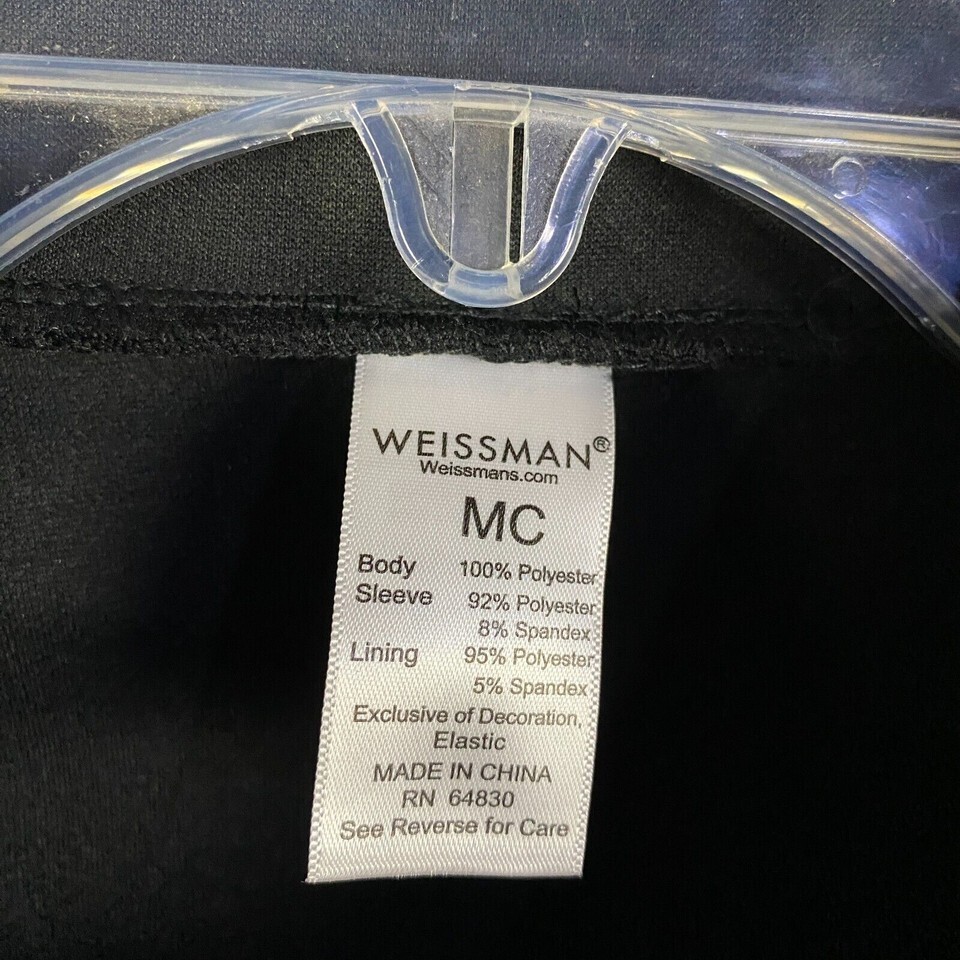 WEISSMAN®
Weissmans.com
MC
Body 100% Polyester
Sleeve 92% Polyester
8% Spandex
Lining 95% Polyester
5% Spandex
Exclusive of Decoration,
Elastic
MADE IN CHINA
RN 64830
See Reverse for Care